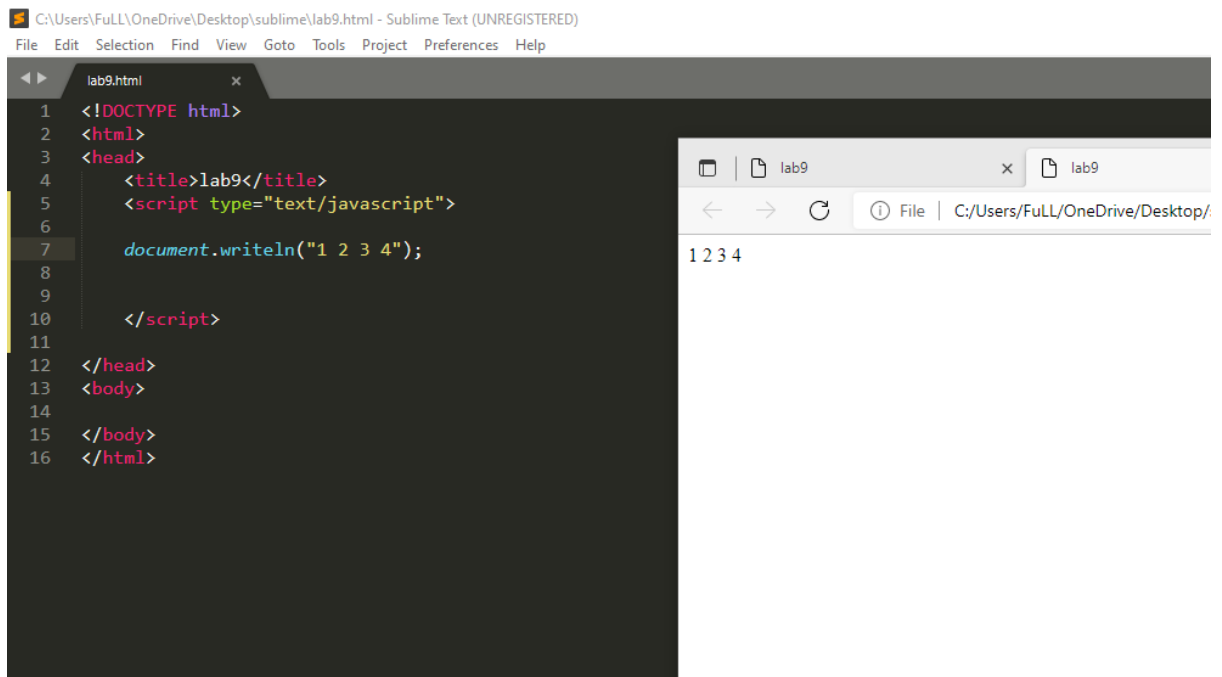 C:\Users\FuLL\OneDrive\Desktop\sublime\lab9.html - Sublime Text (UNREGISTERED)
File Edit Selection Find View Goto Tools Project Preferences Help
lab9.html ×
1 <!DOCTYPE html>
2 <html>
3 <head>
4 <title>lab9</title>
5 <script type="text/javascript">
6
7 document.writeln("1 2 3 4");
8
9
10 </script>
11
12 </head>
13 <body>
14
15 </body>
16 </html>
lab9 × lab9
File | C:/Users/FuLL/OneDrive/Desktop/
1 2 3 4